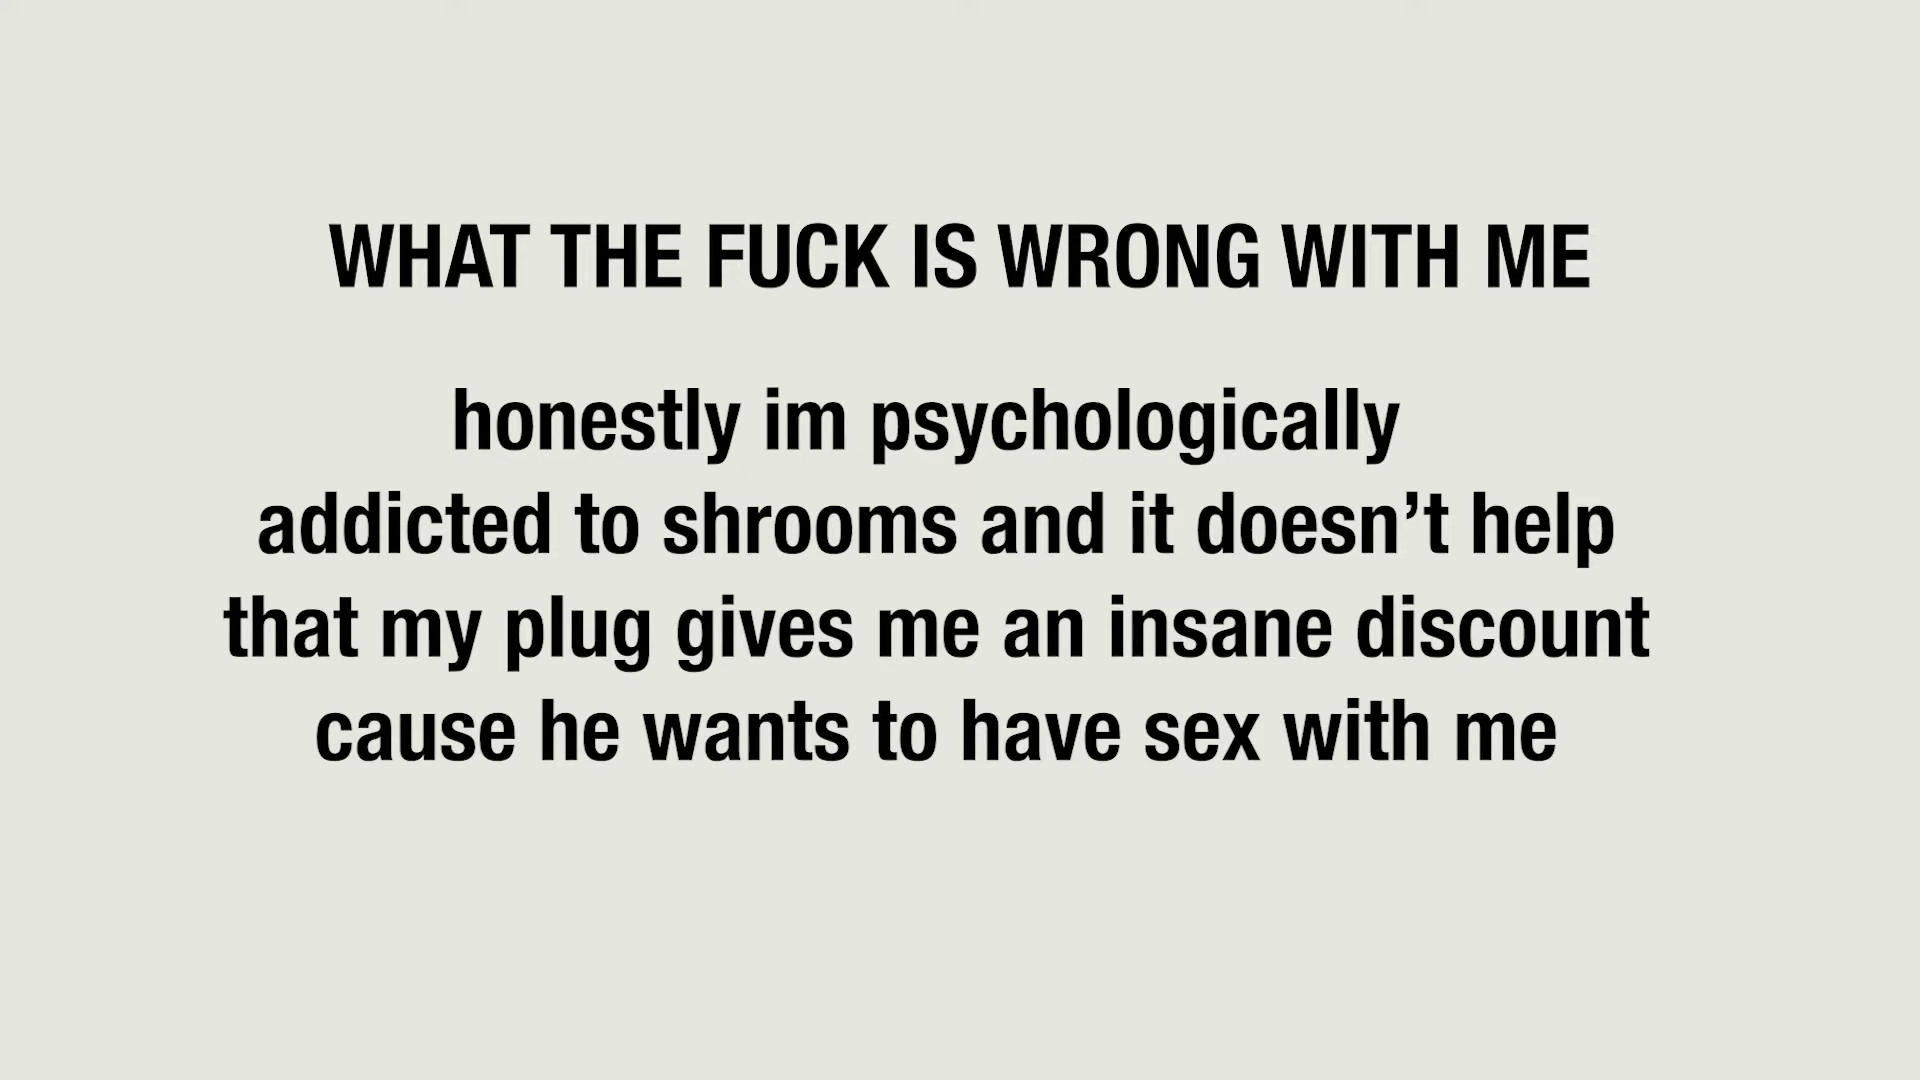 WHAT THE FUCK IS WRONG WITH ME
honestly im psychologically
addicted to shrooms and it doesn’t help
that my plug gives me an insane discount
cause he wants to have sex with me